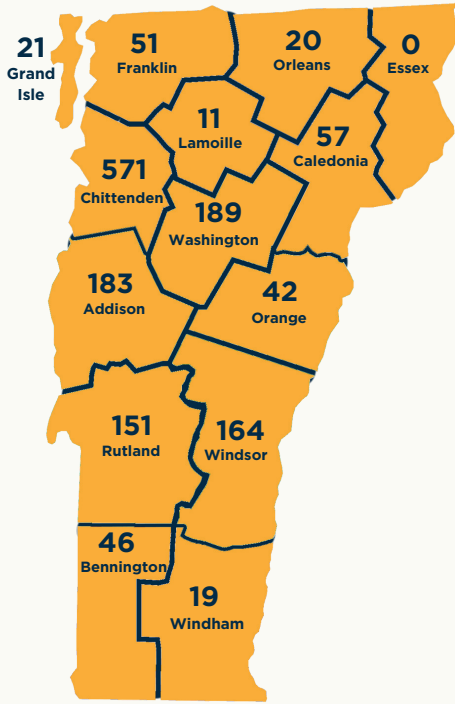 21
Grand
Isle
51
Franklin
20
Orleans
0
Essex
11
Lamoille
57
Caledonia
571
Chittenden
189
Washington
183
Addison
42
Orange
151
Rutland
164
Windsor
46
Bennington
19
Windham